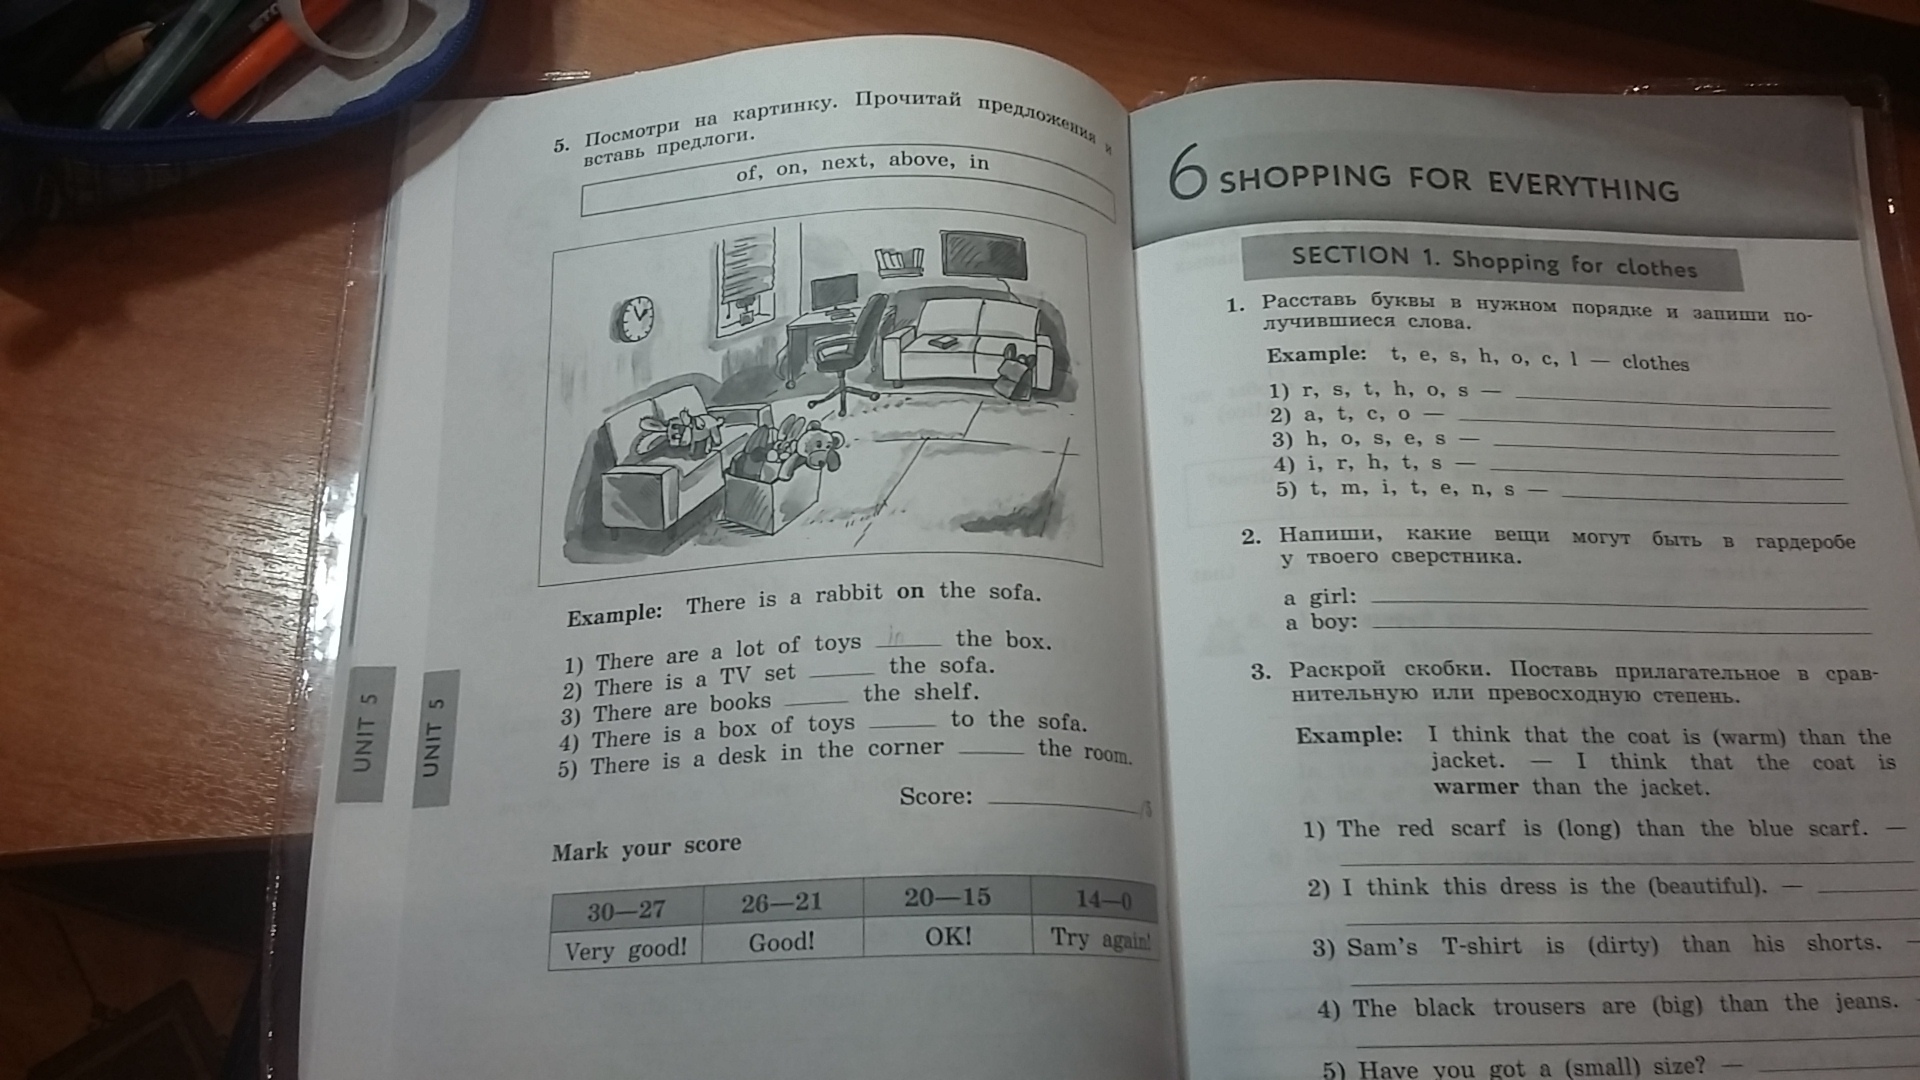 5. Посмотри на картинку. Прочитай предложения и
вставь предлоги.
of, on, next, above, in
Example: There is a rabbit on the sofa.
1) There are a lot of toys in the box.
2) There is a TV set ______ the sofa.
3) There are books ______ the shelf.
4) There is a box of toys ______ to the sofa.
5) There is a desk in the corner ______ the room.
Score: ______ /5
Mark your score
30—27 26—21 20—15 14—0
Very good! Good! OK! Try again!
UNIT 5
UNIT 5
6 SHOPPING FOR EVERYTHING
SECTION 1. Shopping for clothes
1. Расставь буквы в нужном порядке и запиши по-
лучившиеся слова.
Example: t, e, s, h, o, c, l — clothes
1) r, s, t, h, o, s — ______
2) a, t, c, o — ______
3) h, o, s, e, s — ______
4) i, r, h, t, s — ______
5) t, m, i, t, e, n, s — ______
2. Напиши, какие вещи могут быть в гардеробе
у твоего сверстника.
a girl: ______
a boy: ______
3. Раскрой скобки. Поставь прилагательное в срав-
нительную или превосходную степень.
Example: I think that the coat is (warm) than the
jacket. — I think that the coat is
warmer than the jacket.
1) The red scarf is (long) than the blue scarf. —
2) I think this dress is the (beautiful). — ______
3) Sam's T-shirt is (dirty) than his shorts. —
4) The black trousers are (big) than the jeans.
5) Have you got a (small) size? — ______